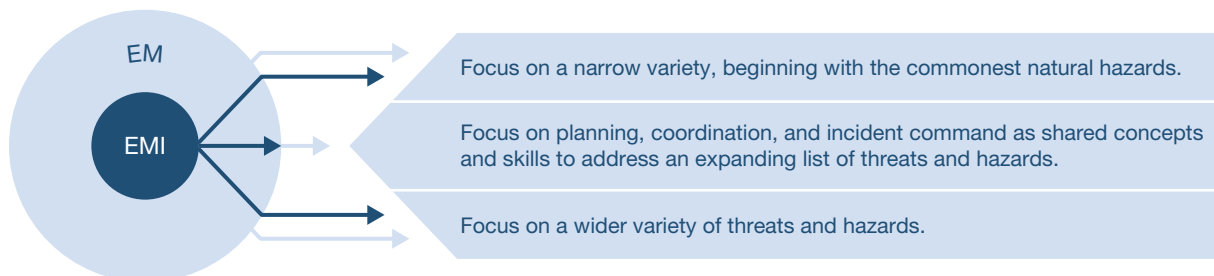 EM
EMI
Focus on a narrow variety, beginning with the commonest natural hazards.
Focus on planning, coordination, and incident command as shared concepts
and skills to address an expanding list of threats and hazards.
Focus on a wider variety of threats and hazards.